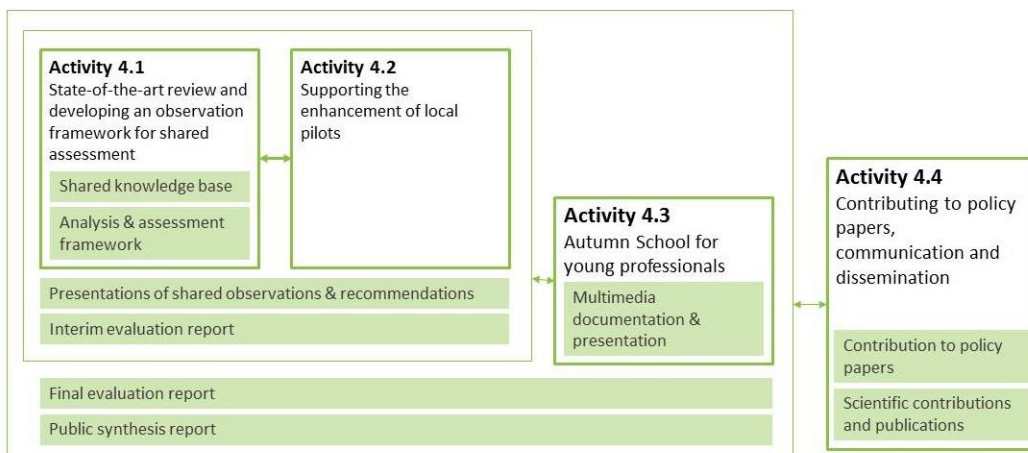 Activity 4.1
State-of-the-art review and
developing an observation
framework for shared
assessment
Shared knowledge base
Analysis & assessment
framework
Activity 4.2
Supporting the
enhancement of local
pilots
Presentations of shared observations & recommendations
Interim evaluation report
Activity 4.3
Autumn School for
young professionals
Multimedia
documentation &
presentation
Final evaluation report
Public synthesis report
Activity 4.4
Contributing to policy
papers,
communication and
dissemination
Contribution to policy
papers
Scientific contributions
and publications